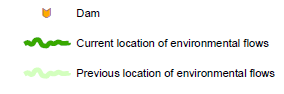 Dam
Current location of environmental flows
Previous location of environmental flows